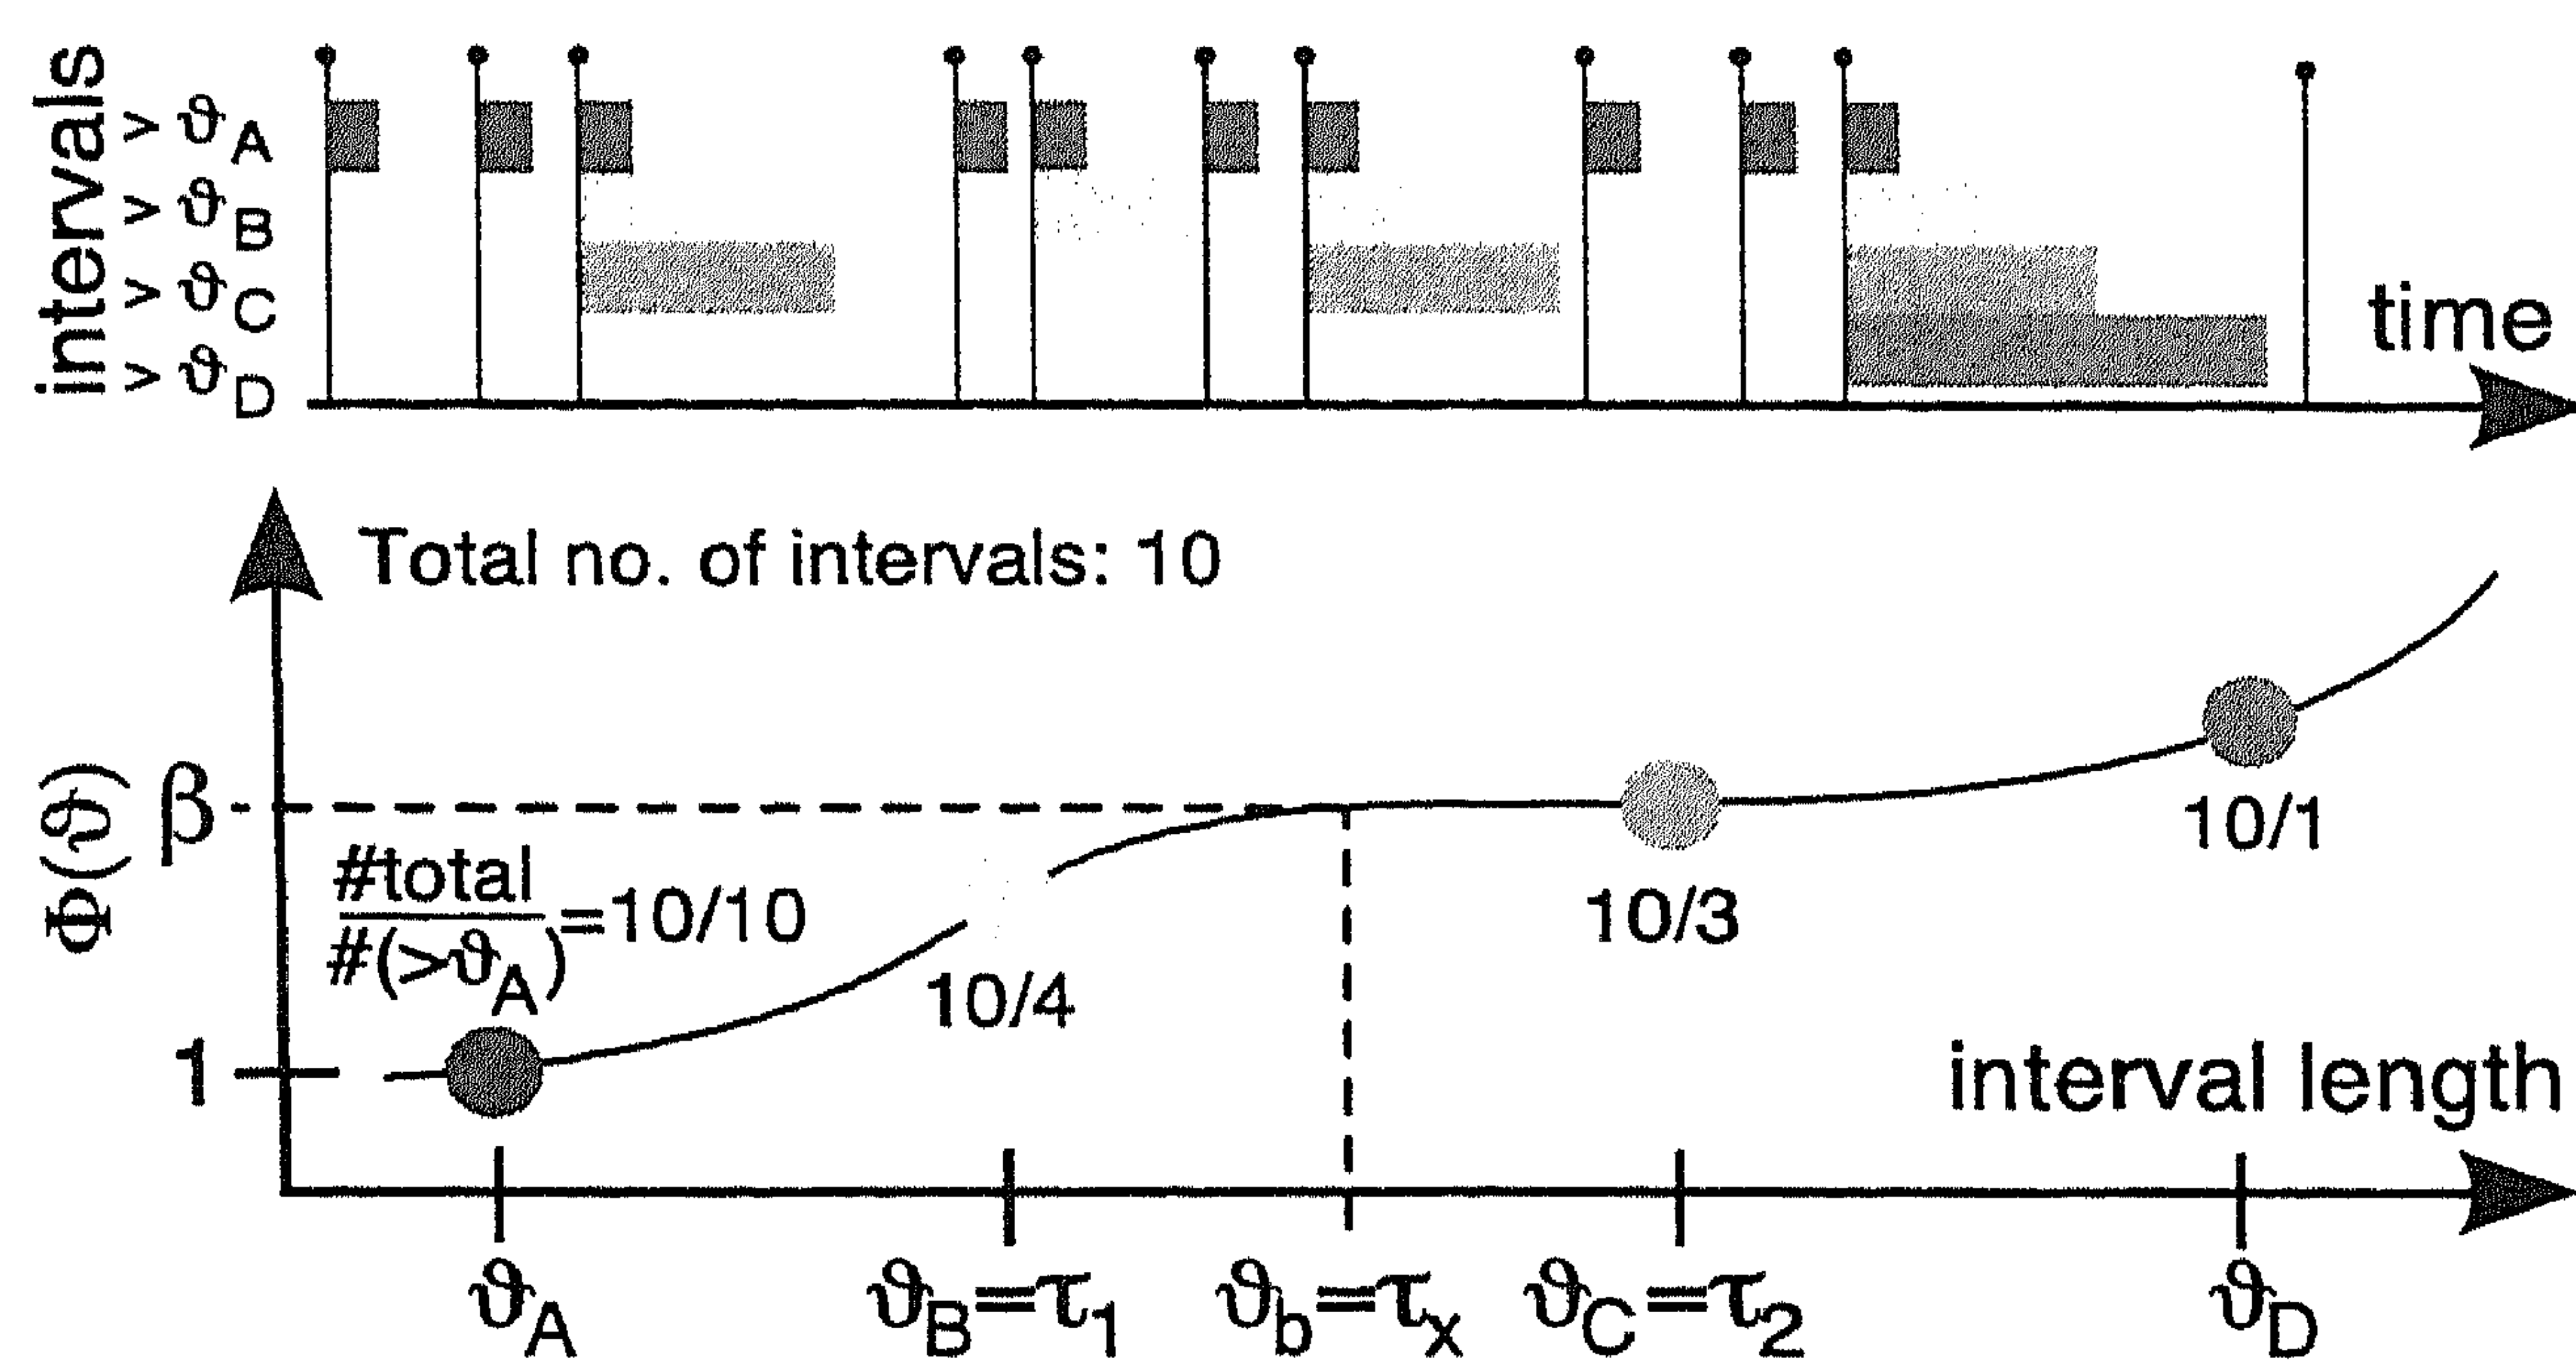 intervals
> ϑA
> ϑB
> ϑC
> ϑD
time
Total no. of intervals: 10
Φ(ϑ)
β
#total
#(>ϑA)
=10/10
10/4
10/3
10/1
1
interval length
ϑA
ϑB=τ1
ϑb=τx
ϑC=τ2
ϑD